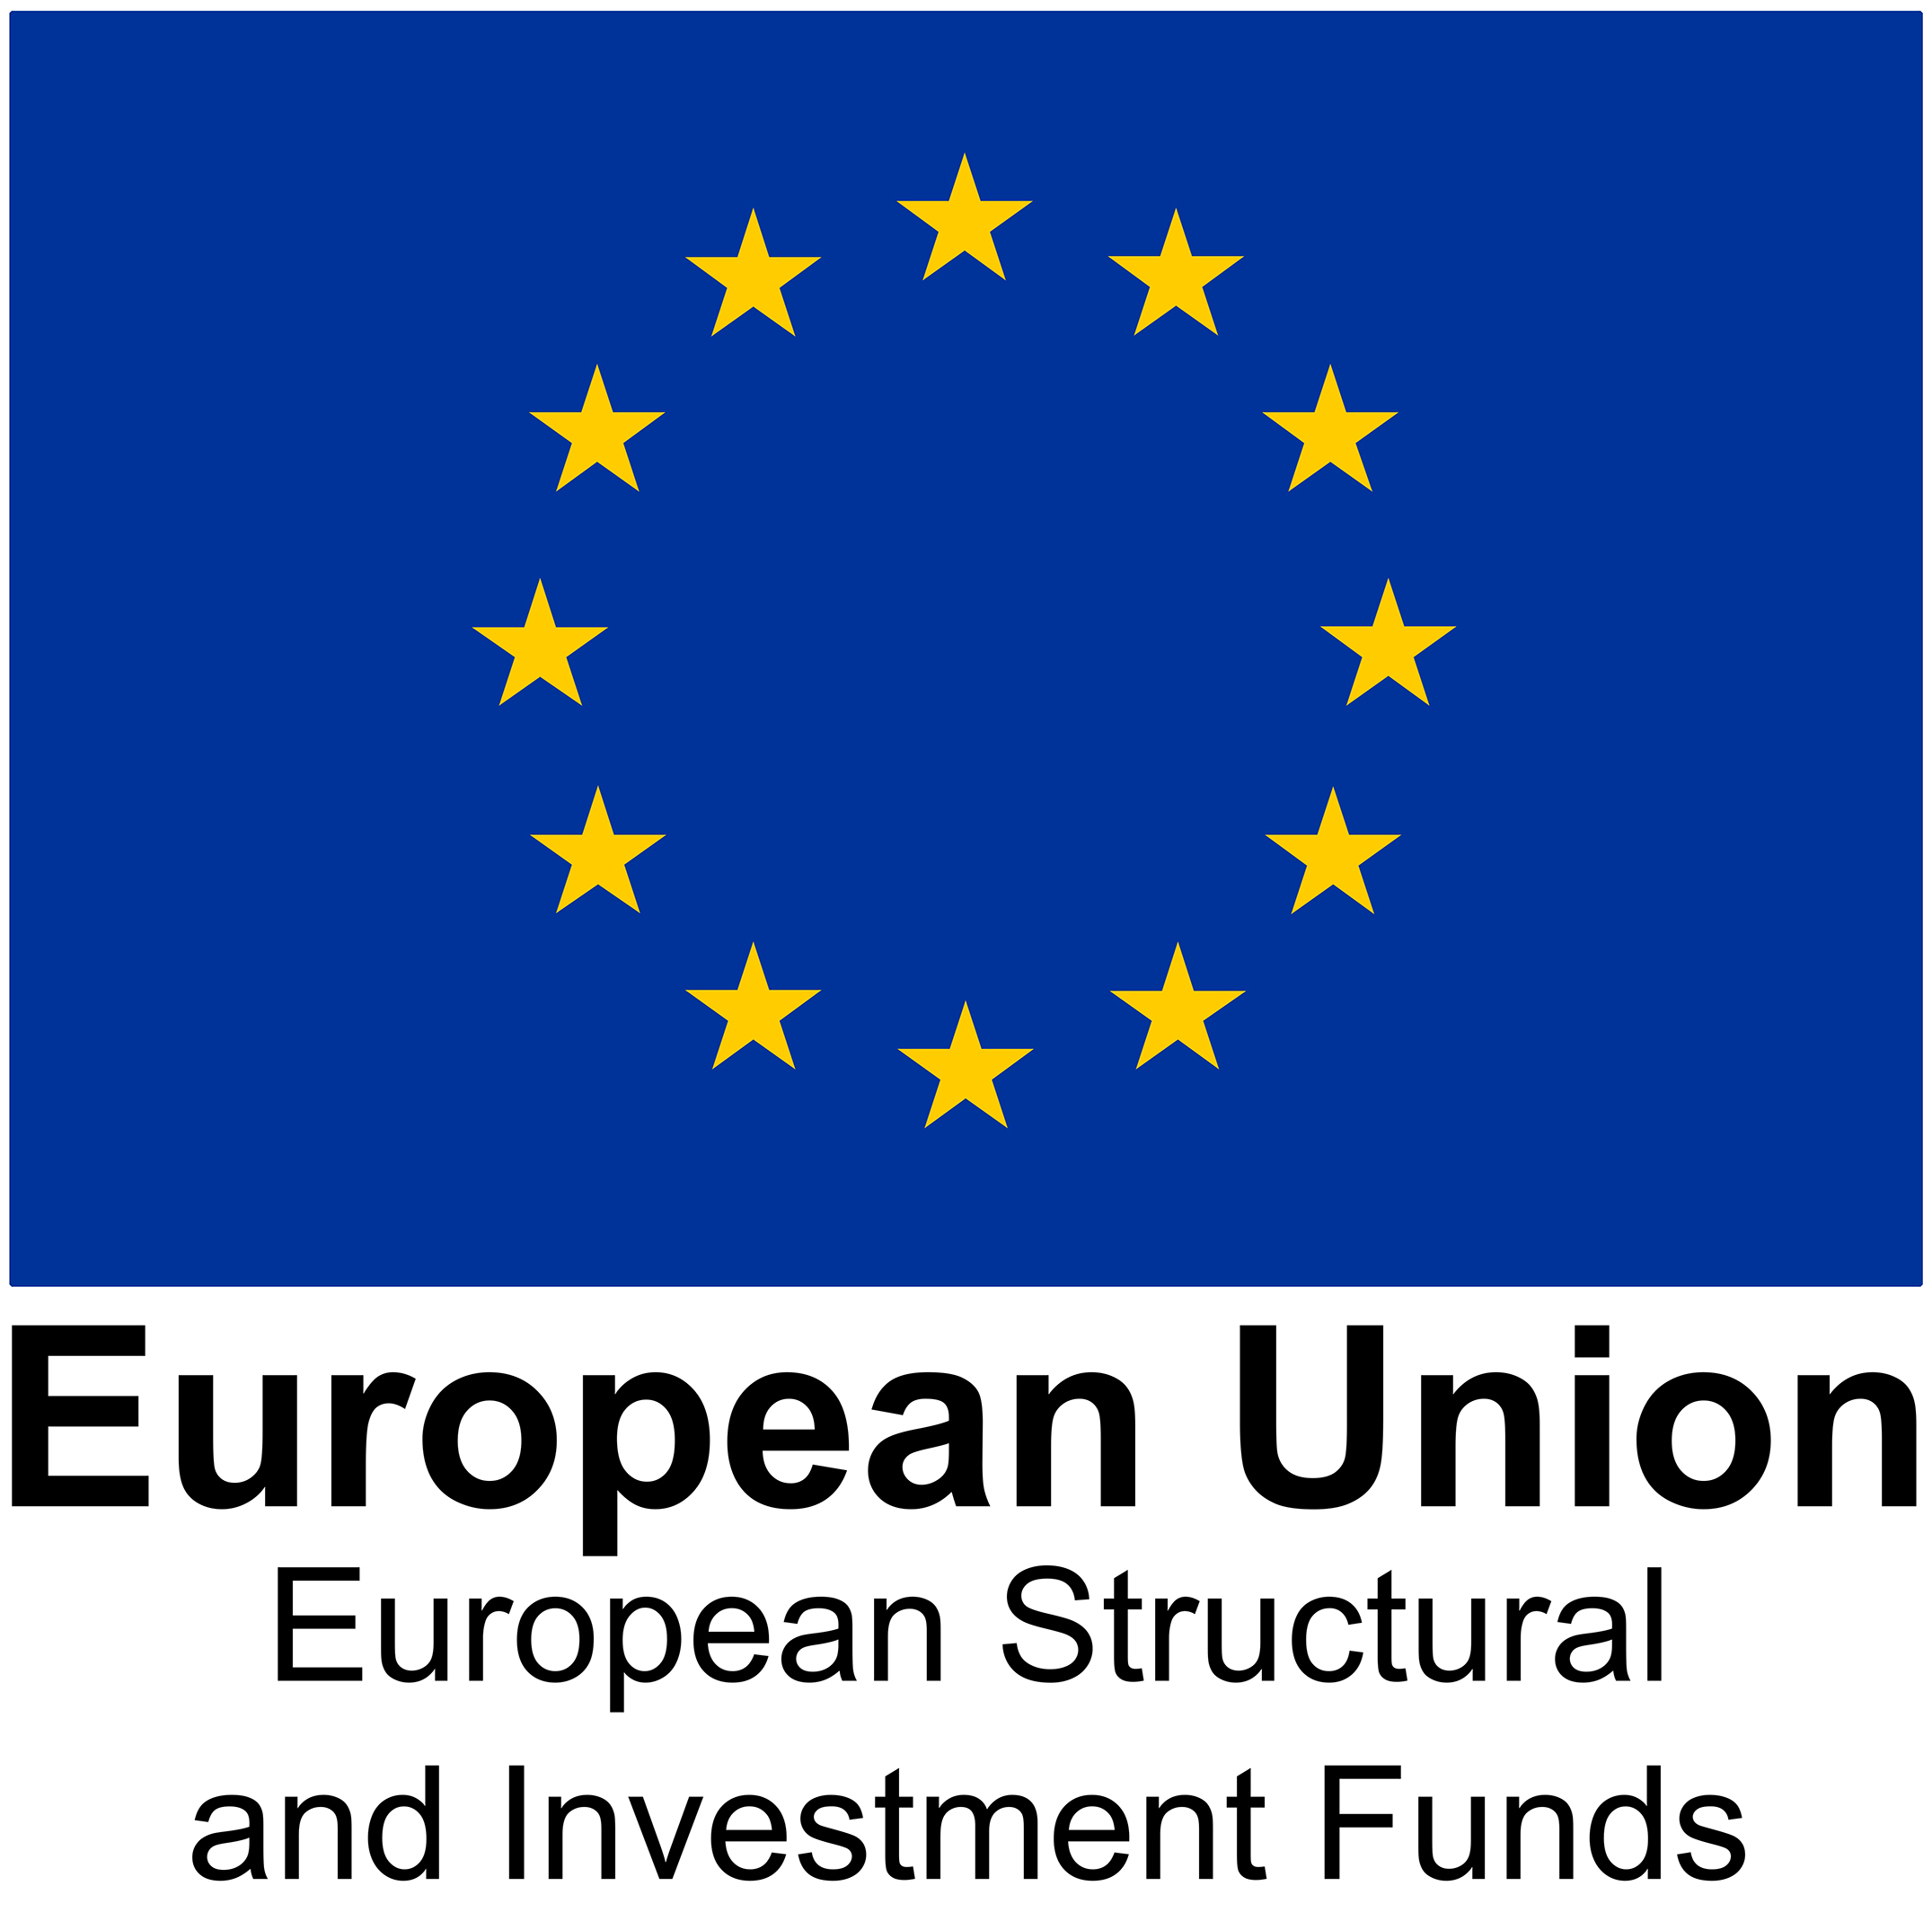 European Union
European Structural
and Investment Funds